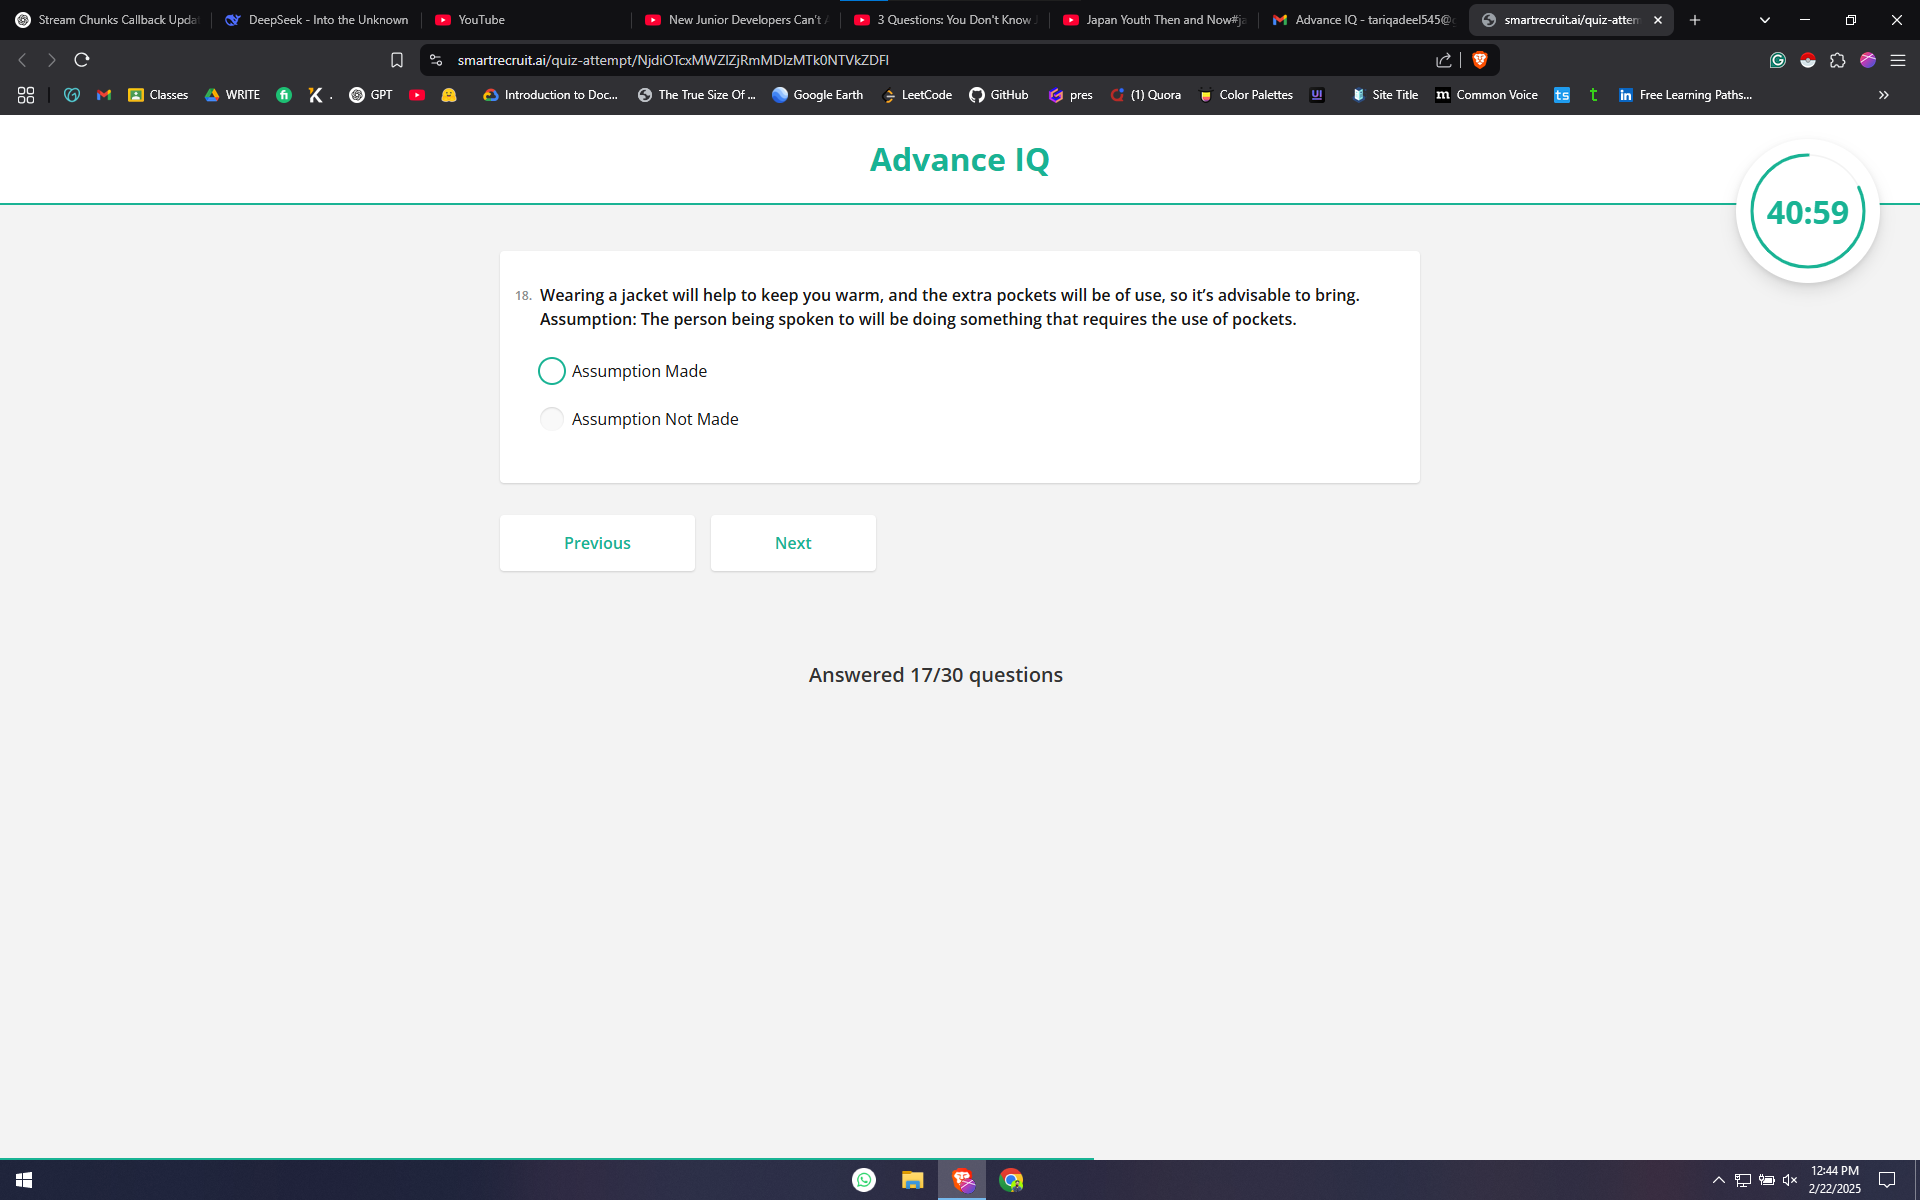 Stream Chunks Callback Upda
DeepSeek - Into the Unknown
YouTube
New Junior Developers Can't
3 Questions: You Don't Know
Japan Youth Then and Now#ja
Advance IQ - tariqadeel545@
smartrecruit.ai/quiz-attem
smartrecruit.ai/quiz-attempt/
Classes
WRITE
K .
GPT
Introduction to Doc...
The True Size Of ...
Google Earth
LeetCode
GitHub
pres
(1) Quora
Color Palettes
UI
Site Title
m Common Voice
ts
t
in Free Learning Paths...
Advance IQ
40:59
18. Wearing a jacket will help to keep you warm, and the extra pockets will be of use, so it’s advisable to bring.
Assumption: The person being spoken to will be doing something that requires the use of pockets.
Assumption Made
Assumption Not Made
Previous
Next
Answered 17/30 questions
12:44 PM
2/22/2025